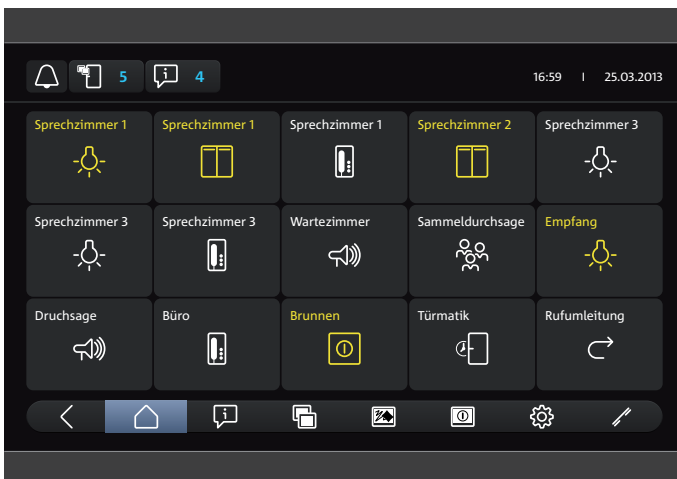 5 4 16:59 I 25.03.2013
Sprechzimmer 1 Sprechzimmer 1 Sprechzimmer 1 Sprechzimmer 2 Sprechzimmer 3
Sprechzimmer 3 Sprechzimmer 3 Wartezimmer Sammeldurchsage Empfang
Druchsage Büro Brunnen Türmatik Rufumleitung